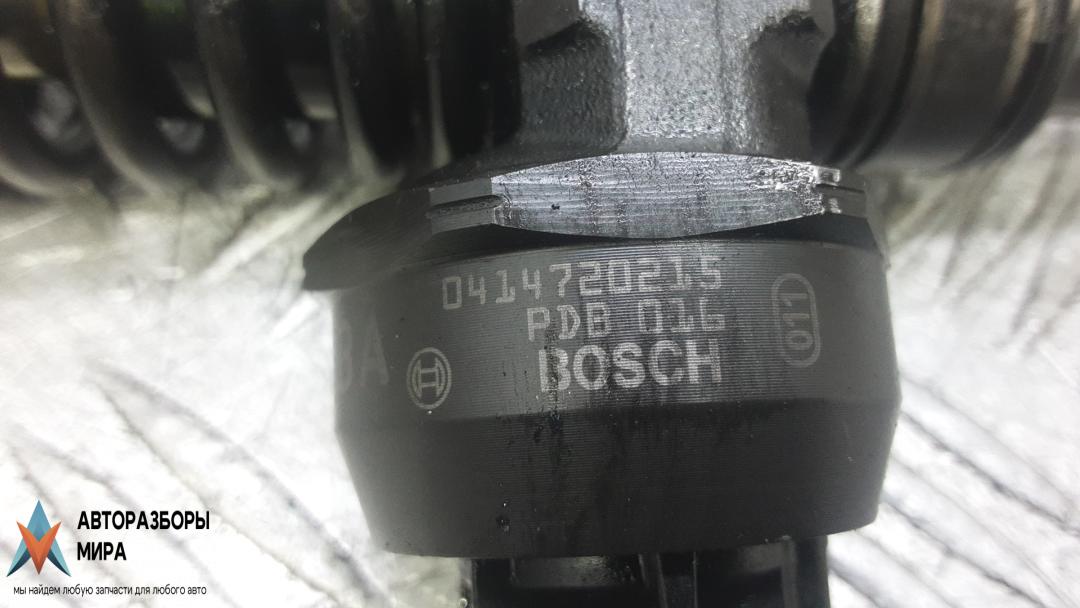 0414720215
PDB 016
BOSCH
011
АВТОРАЗБОРЫ
МИРА
мы найдем любую запчасти для любого авто